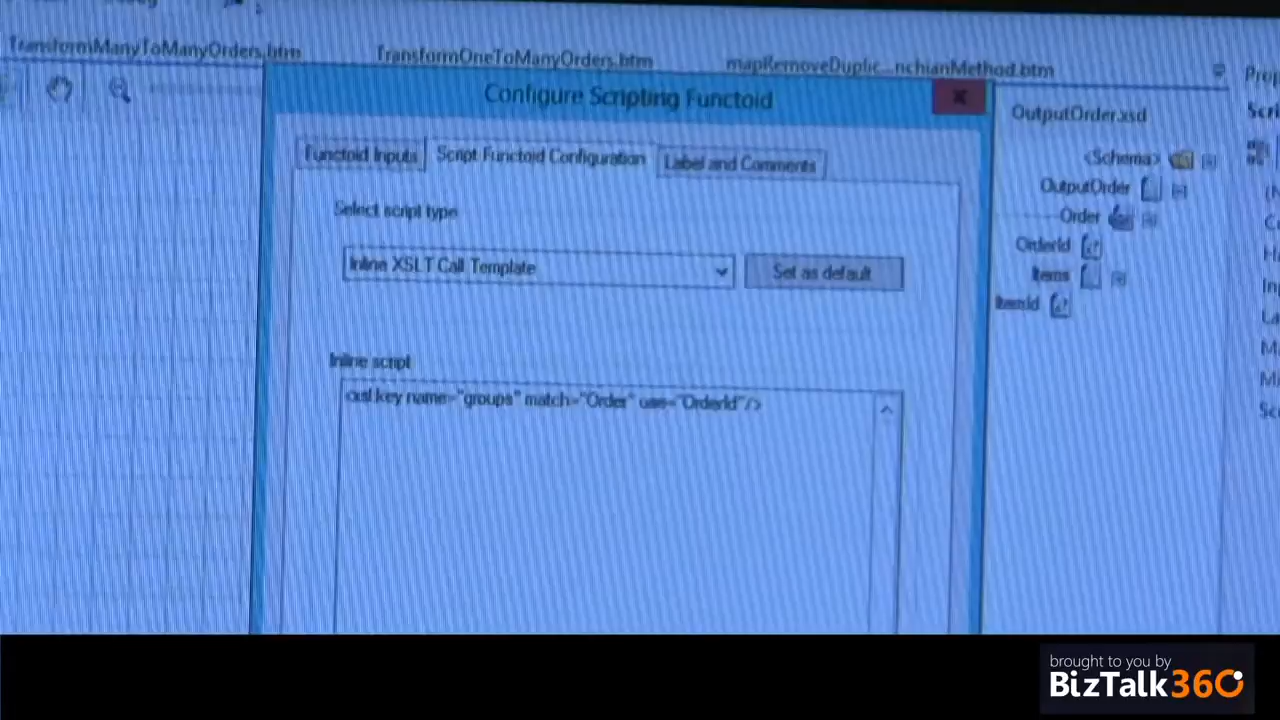 TransformManyToManyOrders.btm
TransformOneToManyOrders.btm
mapRemoveDuplic...nchianMethod.btm
Configure Scripting Functoid
OutputOrder.xsd
<Schema>
OutputOrder
Order
OrderId
Items
ItemId
Functoid Inputs
Script Functoid Configuration
Label and Comments
Select script type
Inline XSLT Call Template
Set as default
Inline script
<xsl:key name="groups" match="Order" use="OrderId"/>
brought to you by
BizTalk360